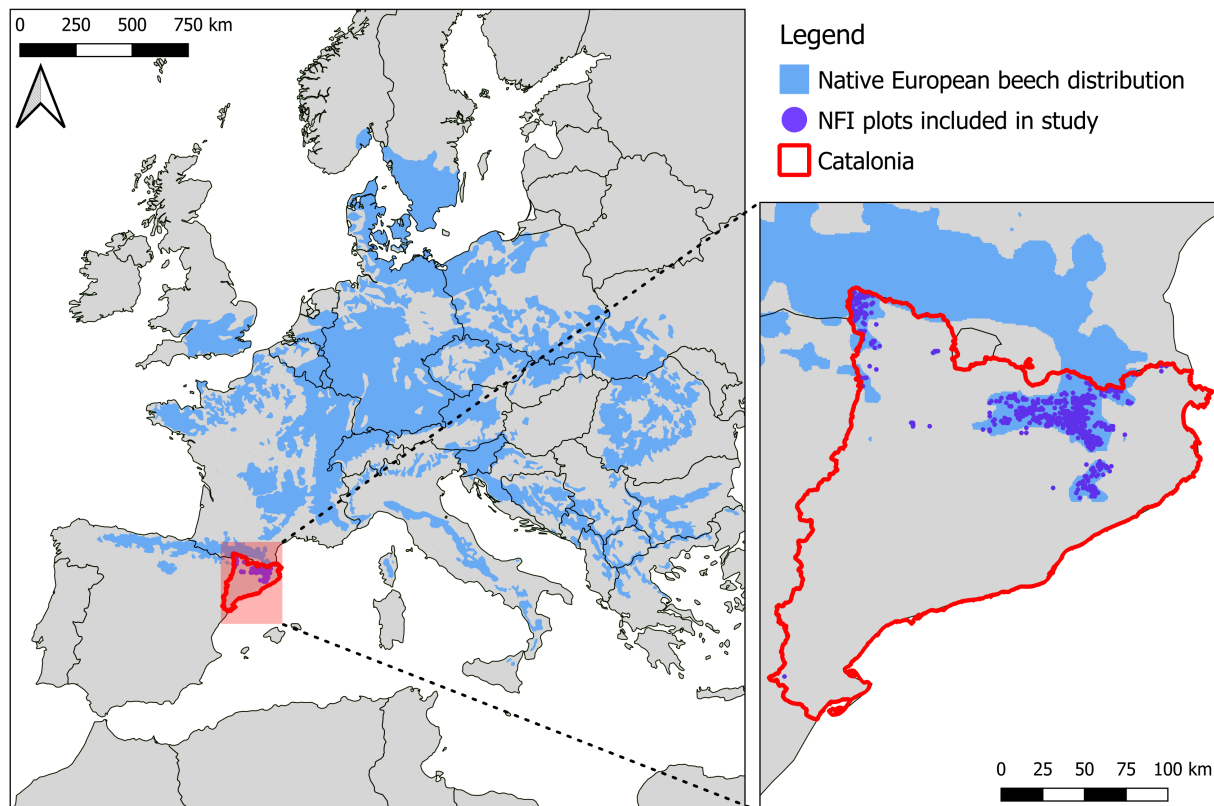 0 250 500 750 km
Legend
Native European beech distribution
NFI plots included in study
Catalonia
0 25 50 75 100 km